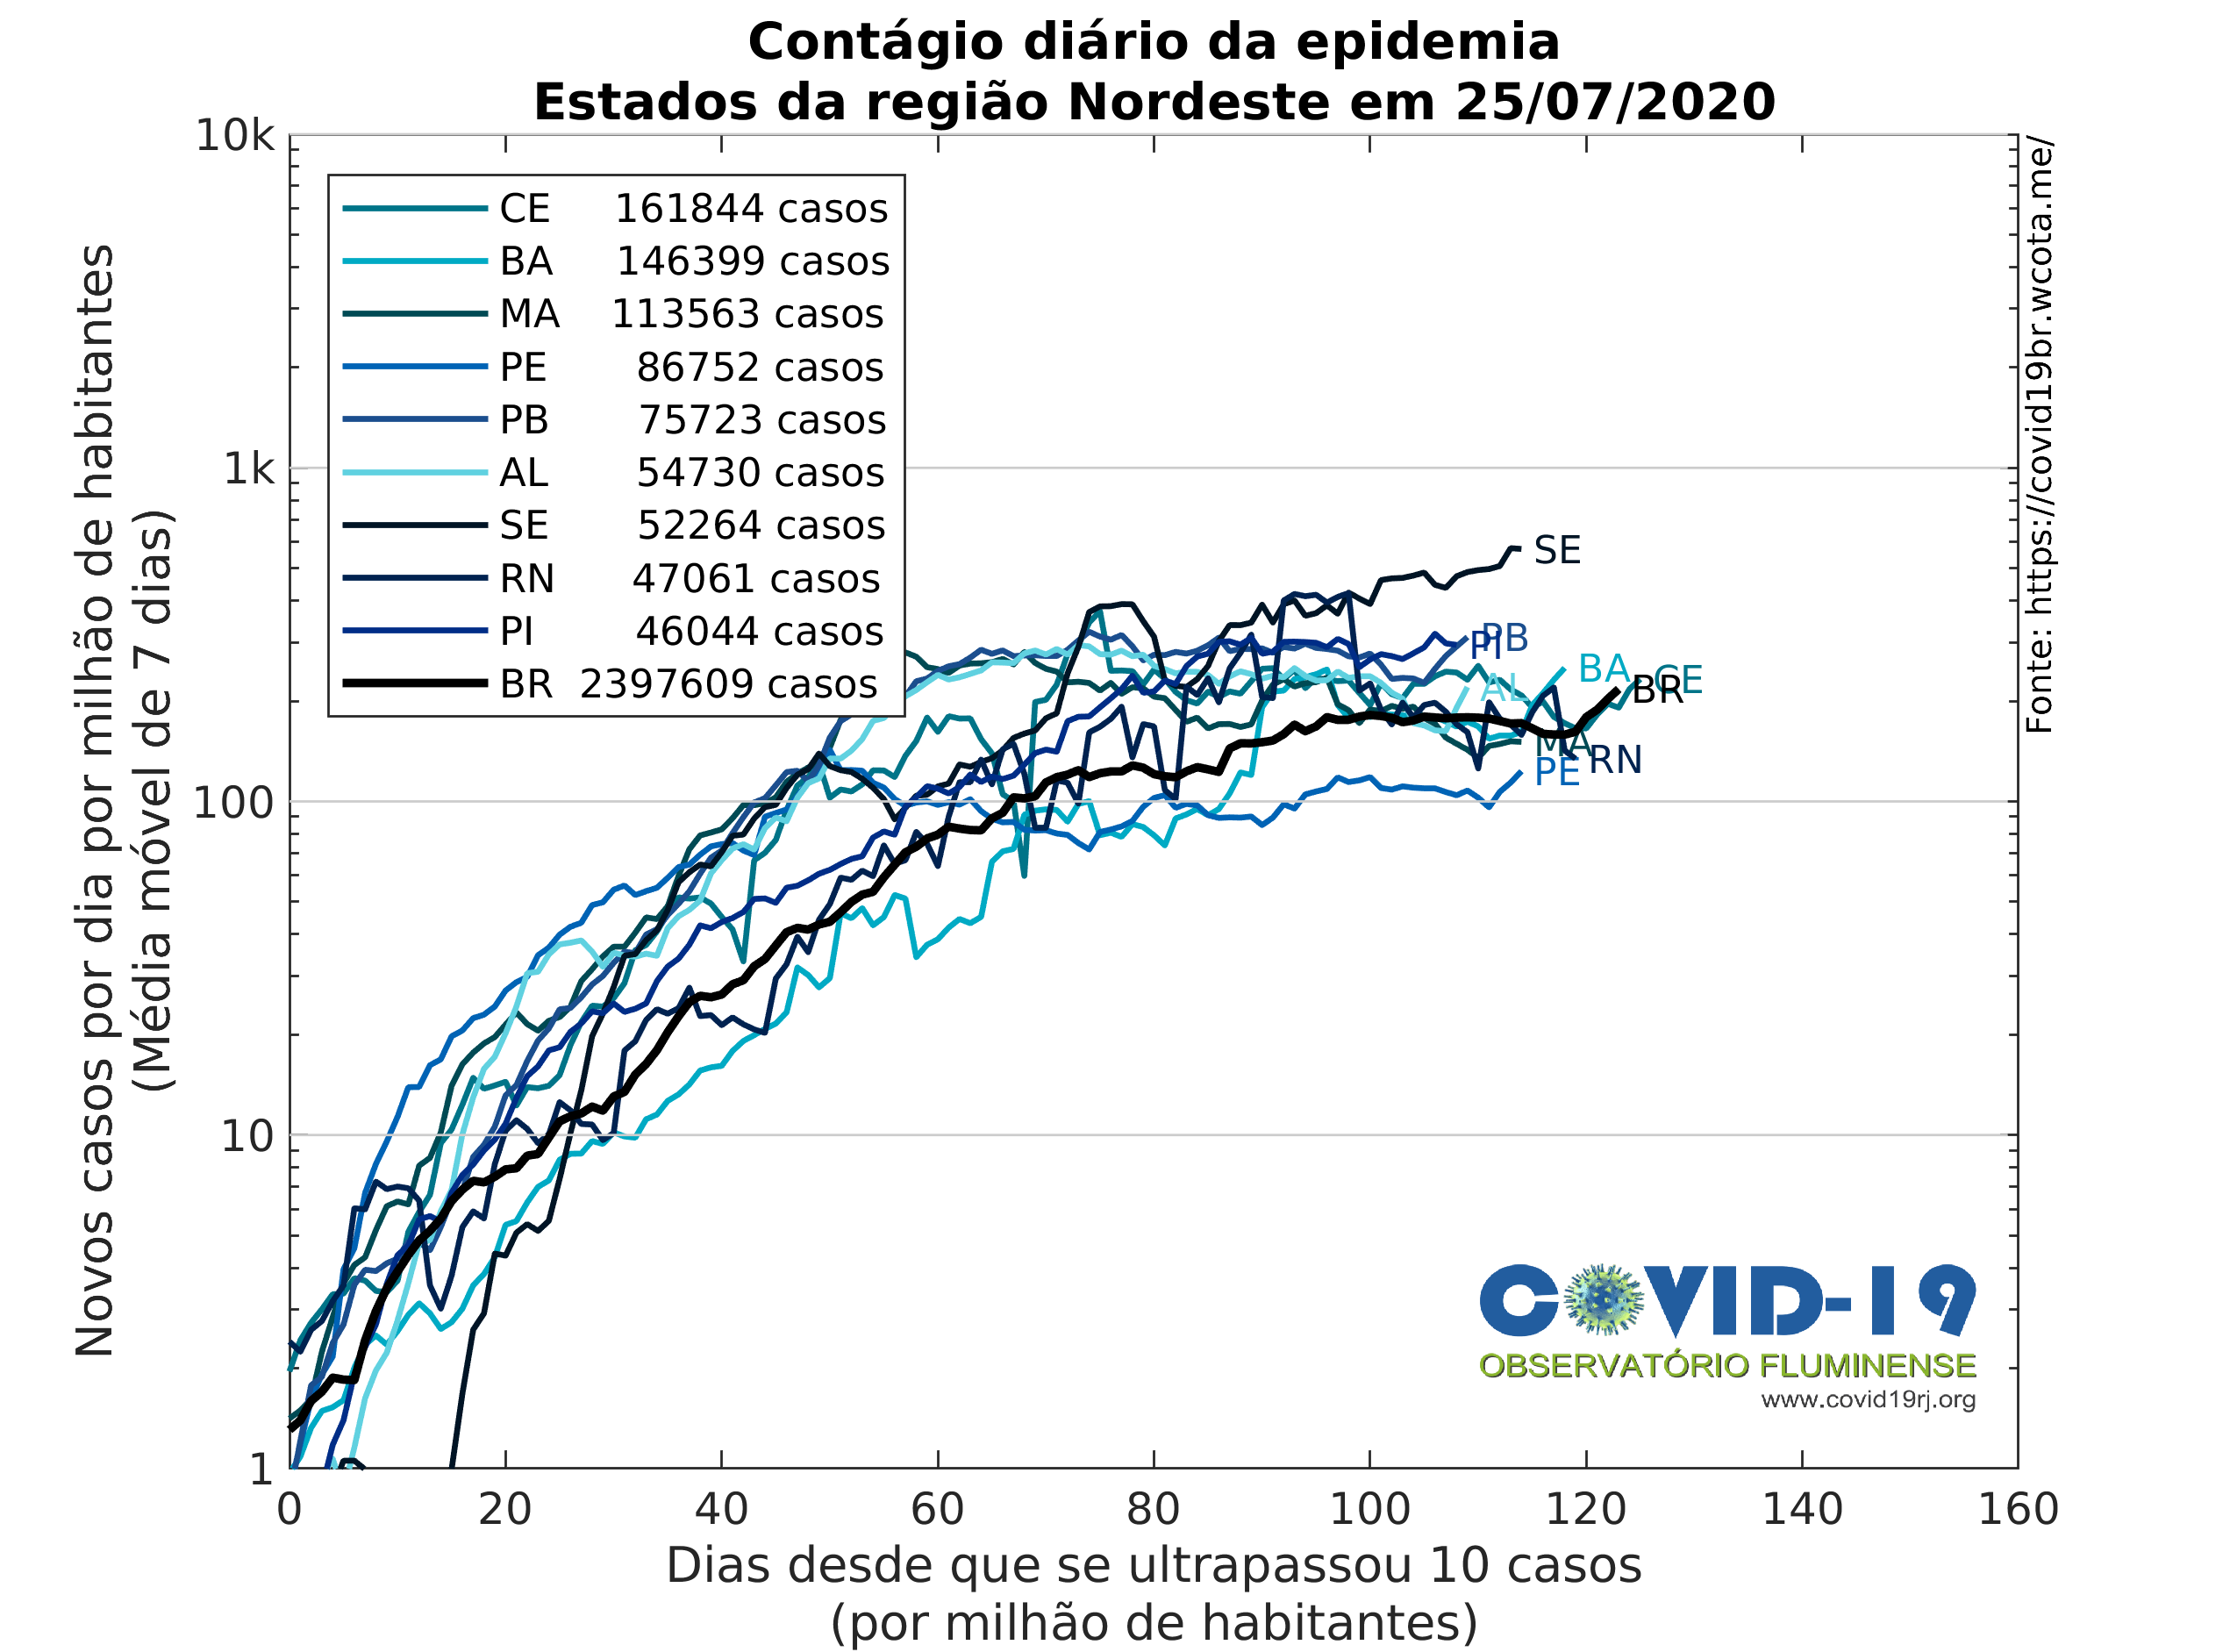 Contágio diário da epidemia
Estados da região Nordeste em 25/07/2020
Novos casos por dia por milhão de habitantes
(Média móvel de 7 dias)
10k
1k
100
10
1
CE 161844 casos
BA 146399 casos
MA 113563 casos
PE 86752 casos
PB 75723 casos
AL 54730 casos
SE 52264 casos
RN 47061 casos
PI 46044 casos
BR 2397609 casos
SE
PI
PB
BA
CE
AL
BR
MA
RN
PE
Fonte: https://covid19br.wcota.me/
COVID-19
OBSERVATÓRIO FLUMINENSE
www.covid19rj.org
0 20 40 60 80 100 120 140 160
Dias desde que se ultrapassou 10 casos
(por milhão de habitantes)